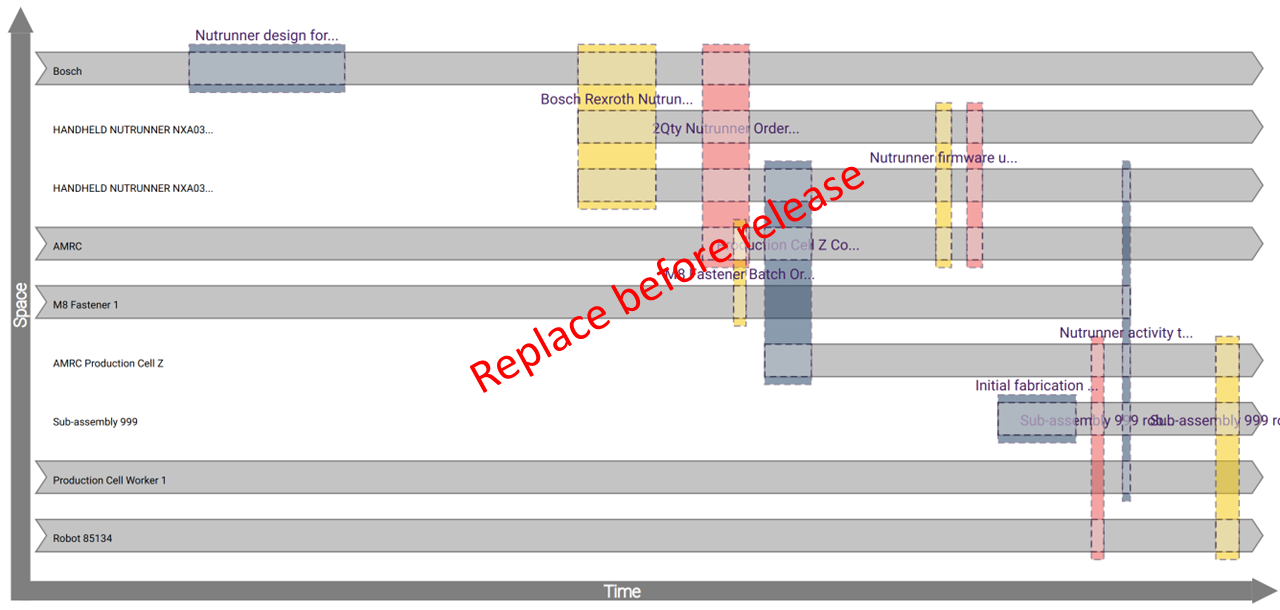 Nutrunner design for...
Bosch
Bosch Rexroth Nutrun...
HANDHELD NUTRUNNER NXA03...
2Qty Nutrunner Order...
Nutrunner firmware u...
HANDHELD NUTRUNNER NXA03...
Replace before release
AMRC
Production Cell Z Co...
M8 Fastener Batch Or...
M8 Fastener 1
Space
Nutrunner activity t...
AMRC Production Cell Z
Initial fabrication ...
Sub-assembly 999
Sub-assembly 999 rob...
Sub-assembly 999 ro
Production Cell Worker 1
Robot 85134
Time